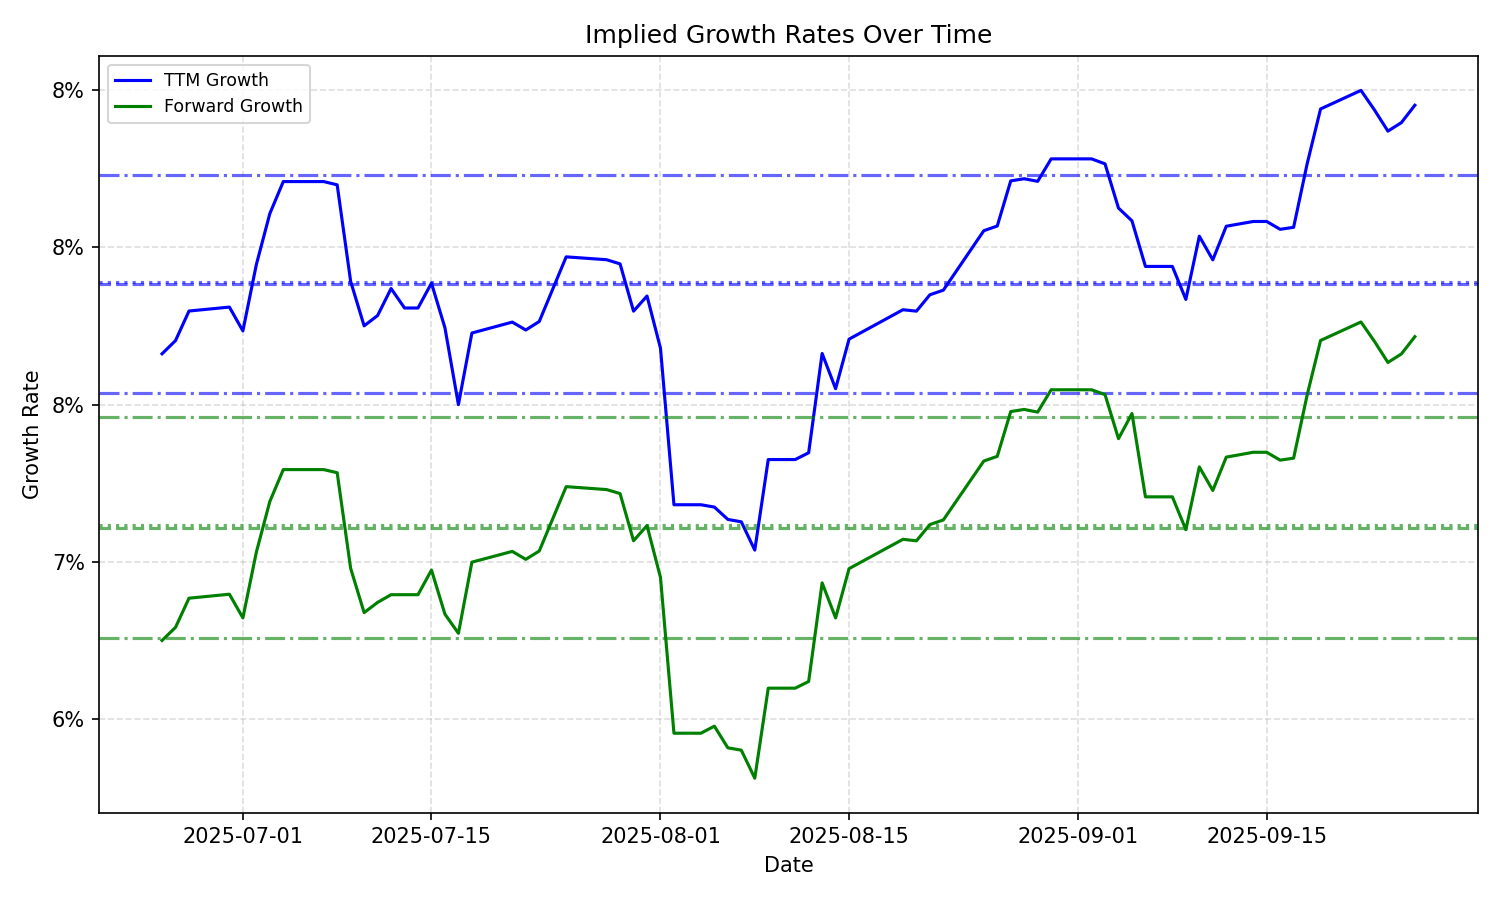 Implied Growth Rates Over Time
TTM Growth
Forward Growth
8%
8%
8%
7%
6%
Growth Rate
2025-07-01
2025-07-15
2025-08-01
2025-08-15
2025-09-01
2025-09-15
Date